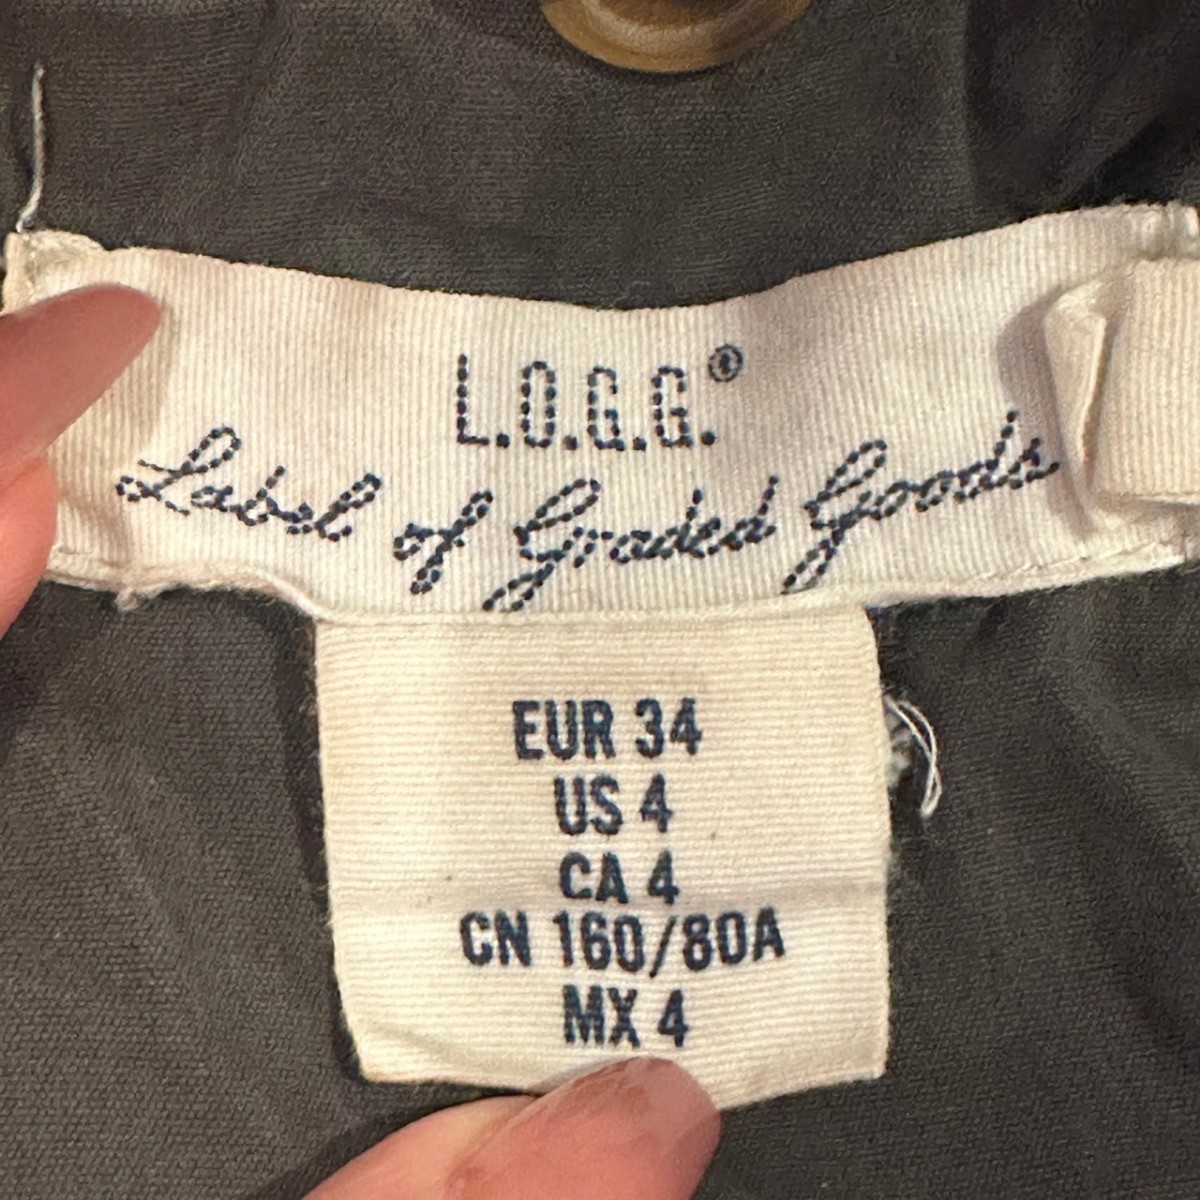 L.O.G.G.®
Label of Graded Goods
EUR 34
US 4
CA 4
CN 160/80A
MX 4